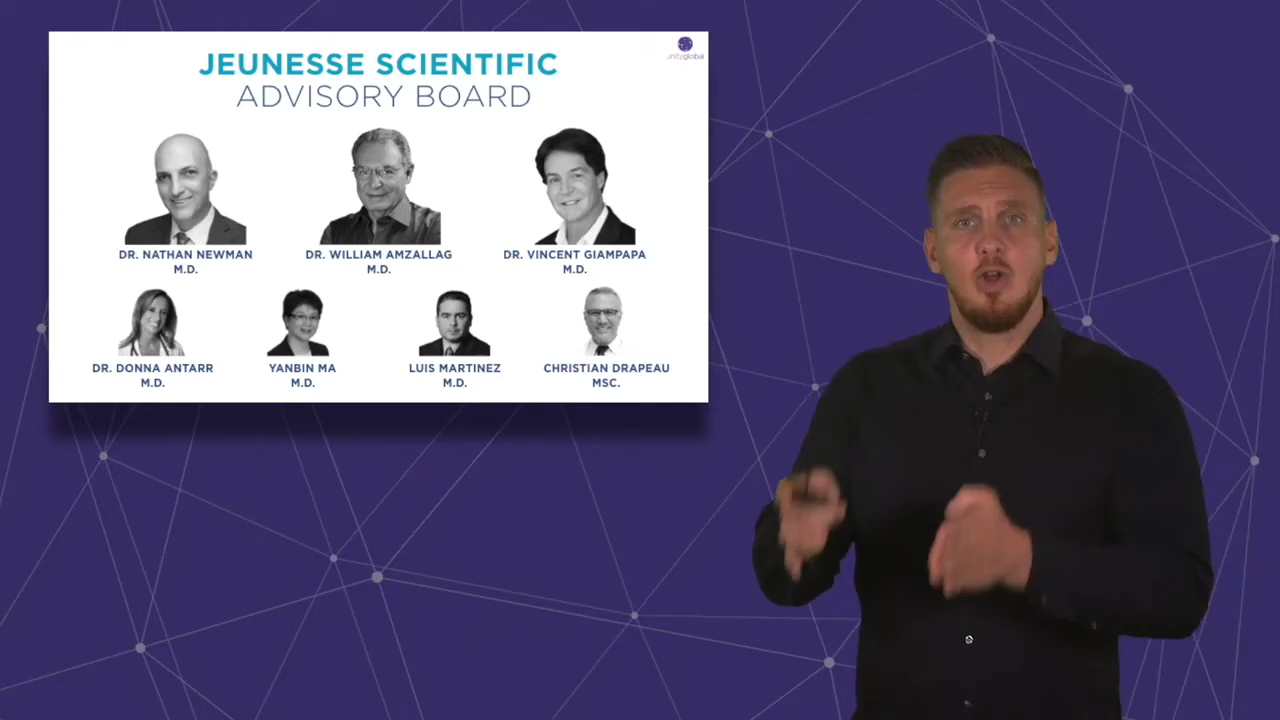 unityglobal
JEUNESSE SCIENTIFIC
ADVISORY BOARD
DR. NATHAN NEWMAN
M.D.
DR. WILLIAM AMZALLAG
M.D.
DR. VINCENT GIAMPAPA
M.D.
DR. DONNA ANTARR
M.D.
YANBIN MA
M.D.
LUIS MARTINEZ
M.D.
CHRISTIAN DRAPEAU
MSC.